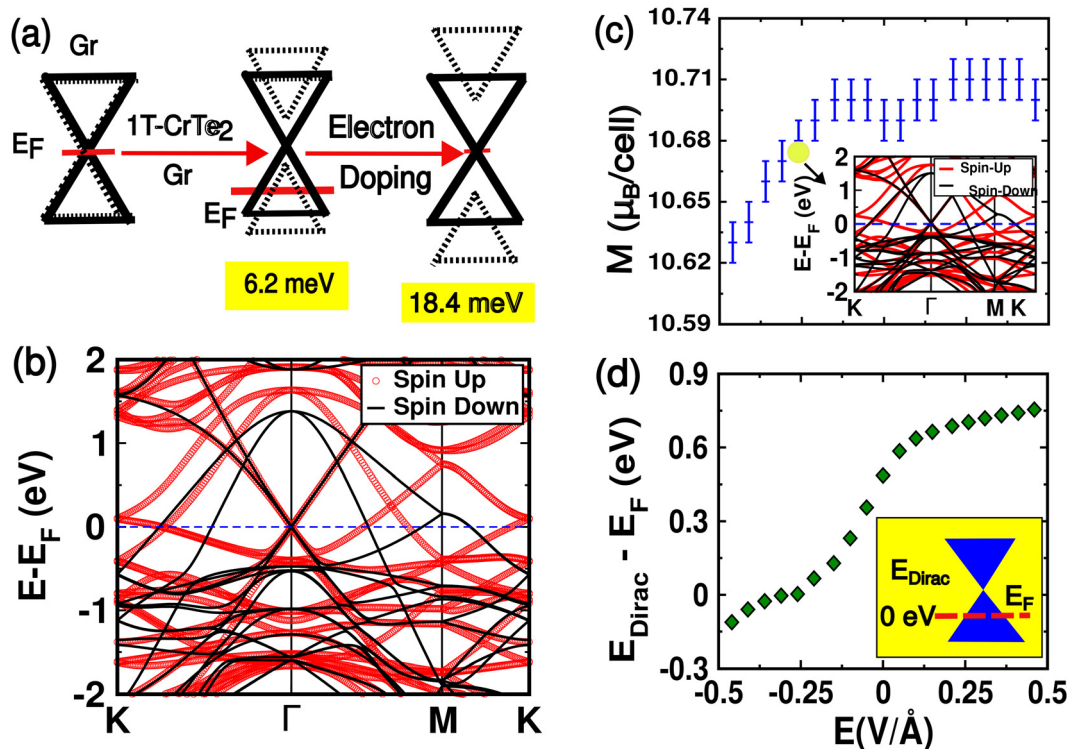 (a)
Gr
E_F
1T-CrTe₂
Gr
E_F
Electron
Doping
6.2 meV
18.4 meV
(b)
Spin Up
Spin Down
E-E_F (eV)
2
1
0
-1
-2
K
Γ
M
K
(c)
M (μ_B/cell)
10.74
10.71
10.68
10.65
10.62
10.59
Spin-Up
Spin-Down
E-E_F (eV)
2
1
0
-1
-2
K
Γ
M
K
(d)
E_Dirac - E_F (eV)
0.9
0.6
0.3
0
-0.3
E_Dirac
E_F
0 eV
-0.5
-0.25
0
0.25
0.5
E(V/Å)